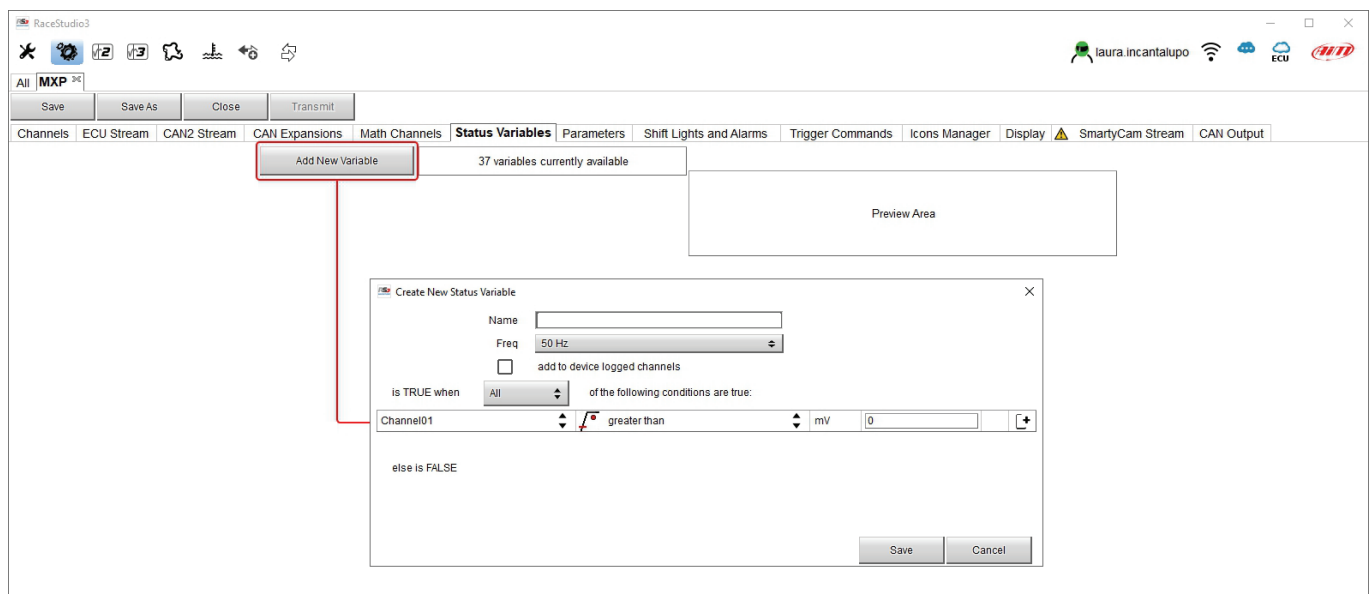 RaceStudio3
2 3 laura.incantalupo ECU AiM
All MXP
Save Save As Close Transmit
Channels ECU Stream CAN2 Stream CAN Expansions Math Channels Status Variables Parameters Shift Lights and Alarms Trigger Commands Icons Manager Display SmartyCam Stream CAN Output
Add New Variable 37 variables currently available
Preview Area
Create New Status Variable
Name
Freq 50 Hz
add to device logged channels
is TRUE when All of the following conditions are true:
Channel01 greater than mV 0
else is FALSE
Save Cancel